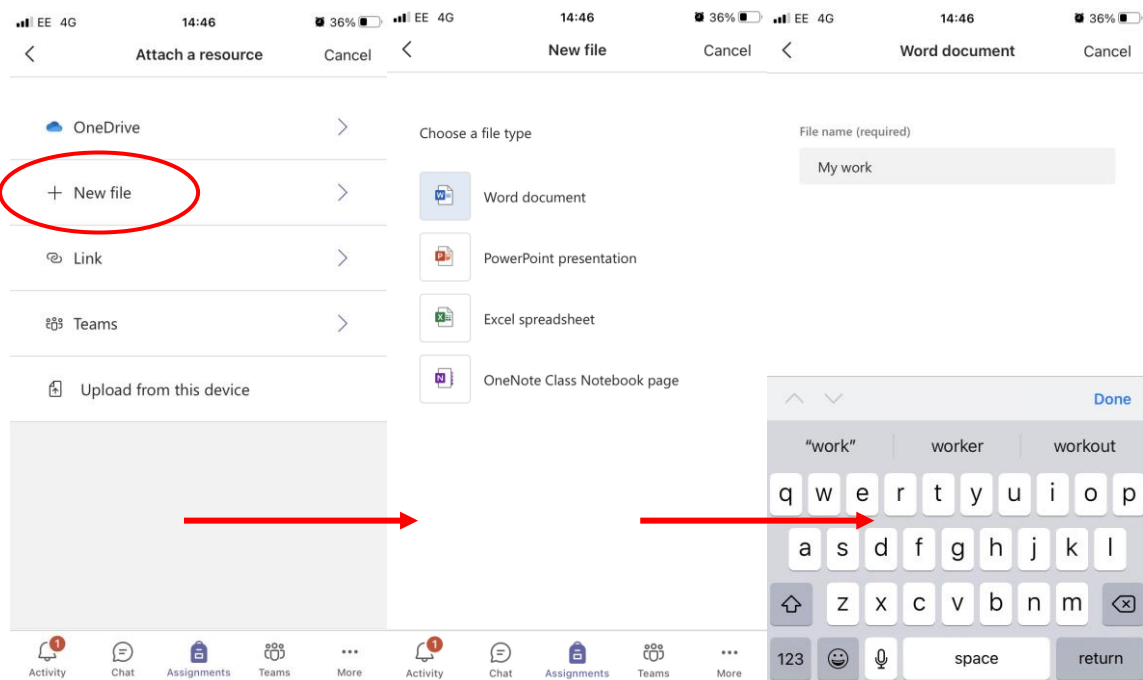 EE 4G 14:46 36%
Attach a resource Cancel
OneDrive
New file
Link
Teams
Upload from this device
1
Activity Chat Assignments Teams More
EE 4G 14:46 36%
New file Cancel
Choose a file type
Word document
PowerPoint presentation
Excel spreadsheet
OneNote Class Notebook page
1
Activity Chat Assignments Teams More
EE 4G 14:46 36%
Word document Cancel
File name (required)
My work
Done
“work” worker workout
q w e r t y u i o p
a s d f g h j k l
z x c v b n m
123 space return